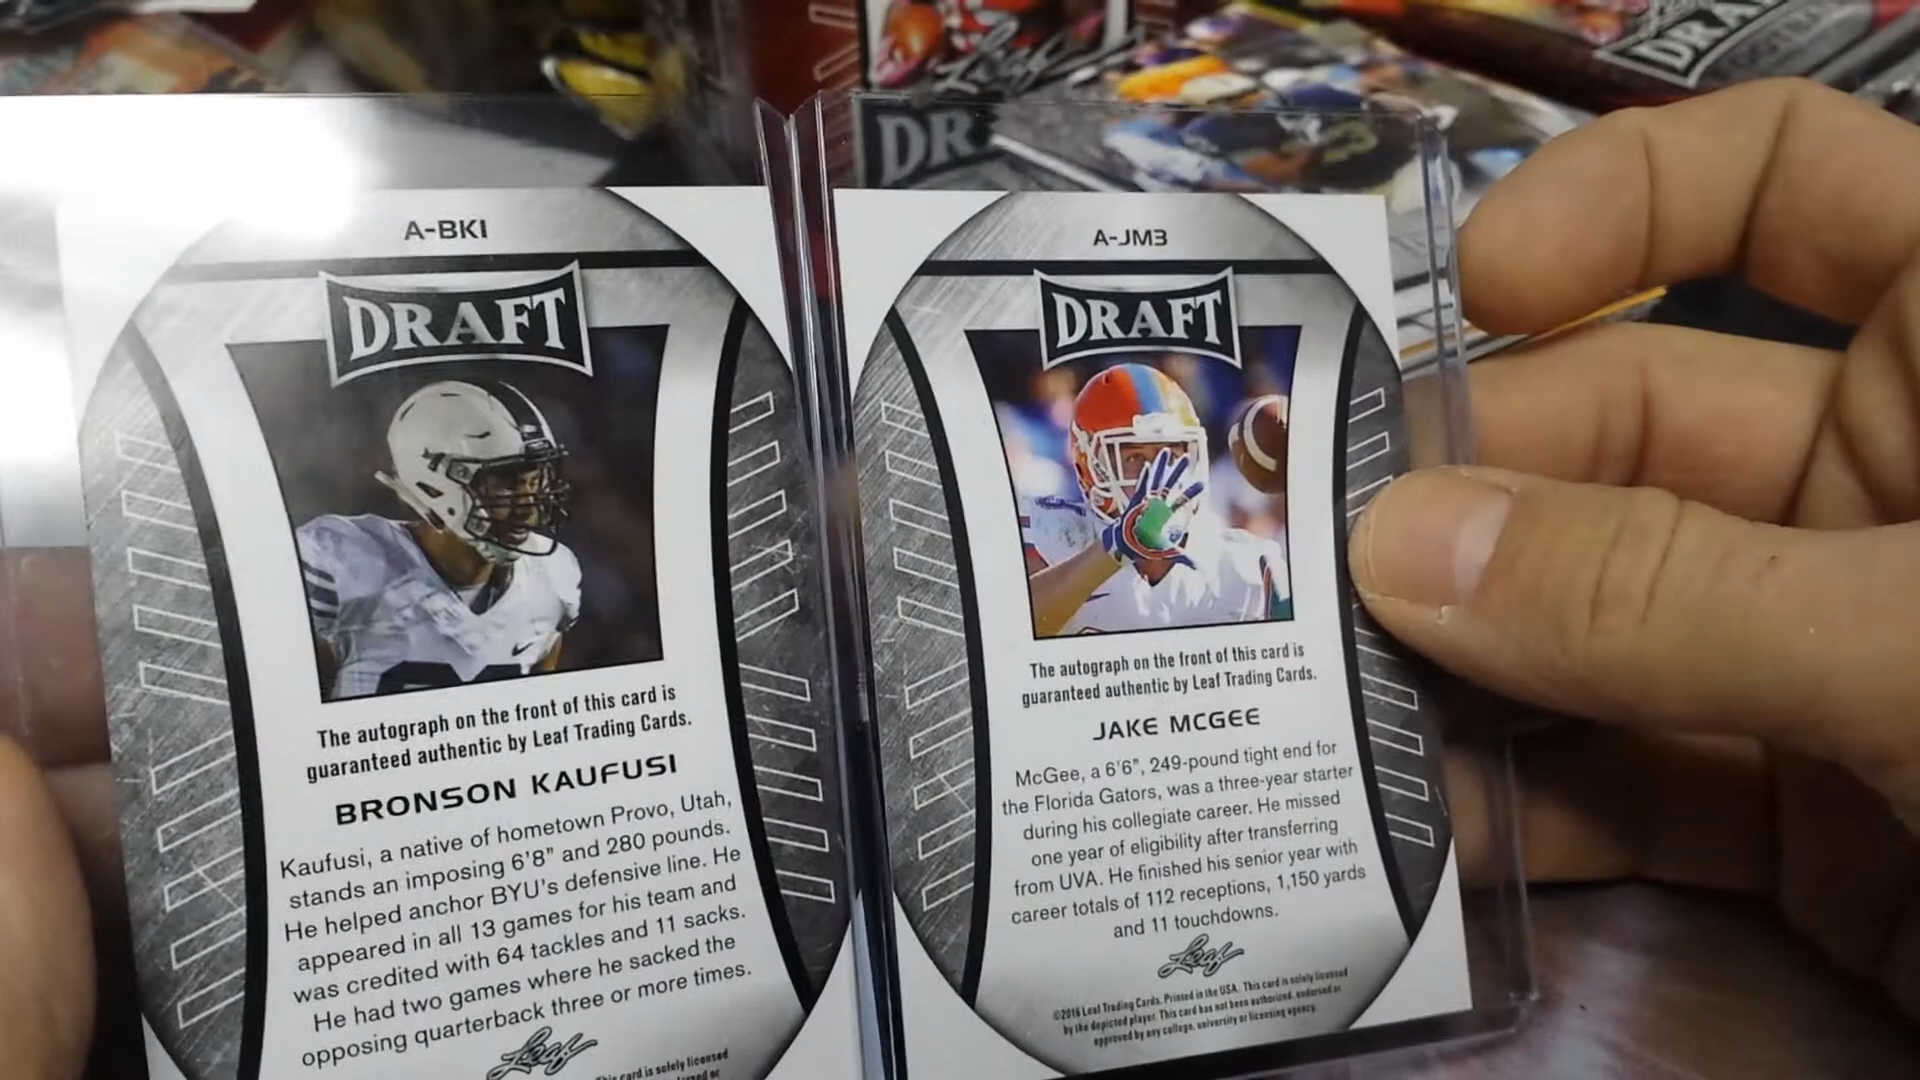 Leaf
DRA
DR
A-BKI
DRAFT
The autograph on the front of this card is
guaranteed authentic by Leaf Trading Cards.
BRONSON KAUFUSI
Kaufusi, a native of hometown Provo, Utah,
stands an imposing 6'8" and 280 pounds.
He helped anchor BYU's defensive line. He
appeared in all 13 games for his team and
was credited with 64 tackles and 11 sacks.
He had two games where he sacked the
opposing quarterback three or more times.
Leaf
This card is solely licensed
endorsed or
A-JM3
DRAFT
The autograph on the front of this card is
guaranteed authentic by Leaf Trading Cards.
JAKE MCGEE
McGee, a 6'6", 249-pound tight end for
the Florida Gators, was a three-year starter
during his collegiate career. He missed
one year of eligibility after transferring
from UVA. He finished his senior year with
career totals of 112 receptions, 1,150 yards
and 11 touchdowns.
Leaf
©2016 Leaf Trading Cards. Printed in the USA. This card is solely licensed
by the depicted player. This card has not been authorized, endorsed or
approved by any college, university or licensing agency.